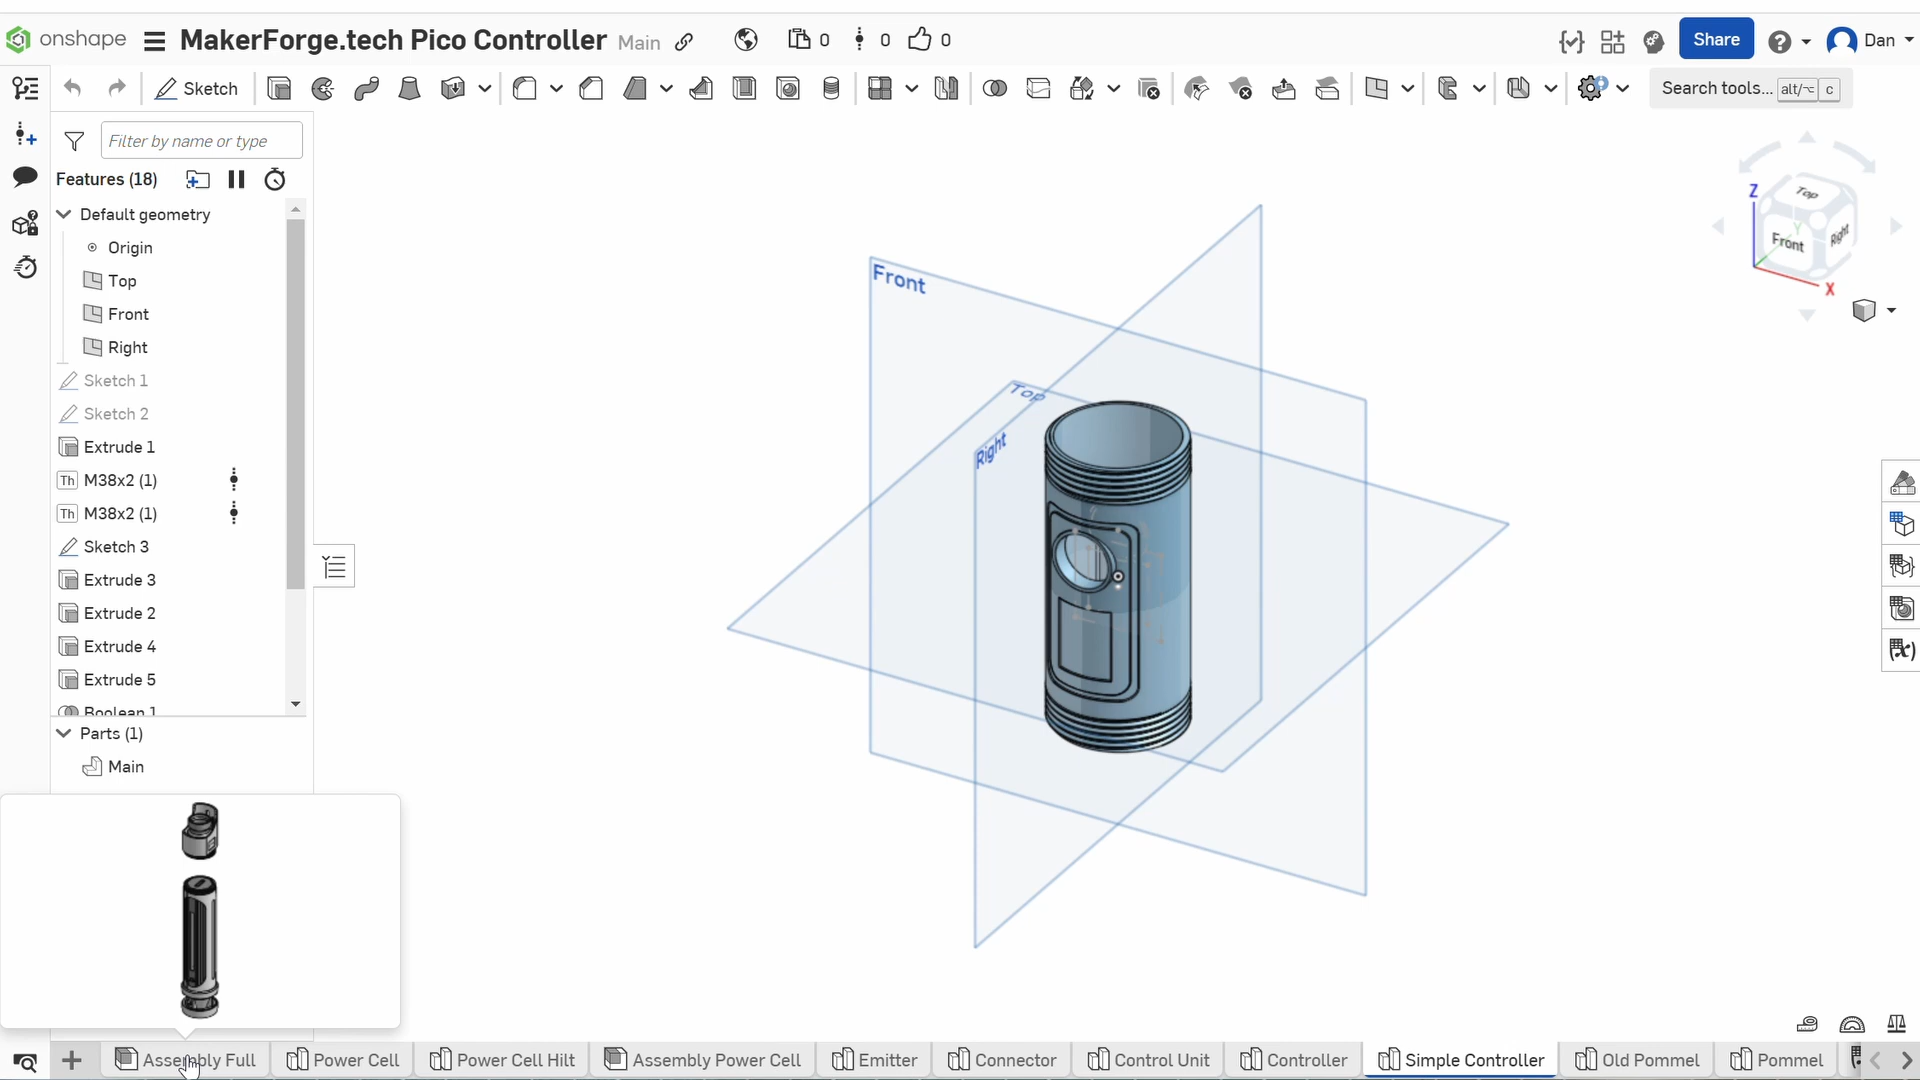 onshape MakerForge.tech Pico Controller Main 0 0 0 Share Dan
Sketch Search tools... alt/⌥ c
Filter by name or type
Features (18)
Default geometry
Origin
Top
Front
Right
Sketch 1
Sketch 2
Extrude 1
Th M38x2 (1)
Th M38x2 (1)
Sketch 3
Extrude 3
Extrude 2
Extrude 4
Extrude 5
Boolean 1
Parts (1)
Main
Front
Top
Right
Z
Top
Y
Front
Right
X
(x)
Assembly Full Power Cell Power Cell Hilt Assembly Power Cell Emitter Connector Control Unit Controller Simple Controller Old Pommel Pommel